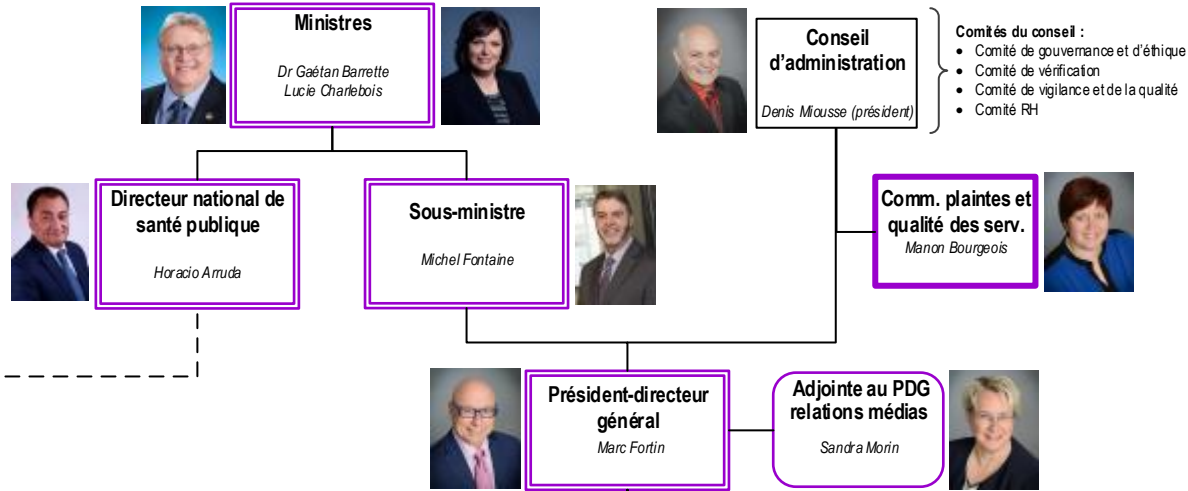 Ministres
Dr Gaétan Barrette
Lucie Charlebois
Conseil
d'administration
Denis Miousse (président)
Comités du conseil :
• Comité de gouvernance et d'éthique
• Comité de vérification
• Comité de vigilance et de la qualité
• Comité RH
Directeur national de
santé publique
Horacio Arruda
Sous-ministre
Michel Fontaine
Comm. plaintes et
qualité des serv.
Manon Bourgeois
Président-directeur
général
Marc Fortin
Adjointe au PDG
relations médias
Sandra Morin